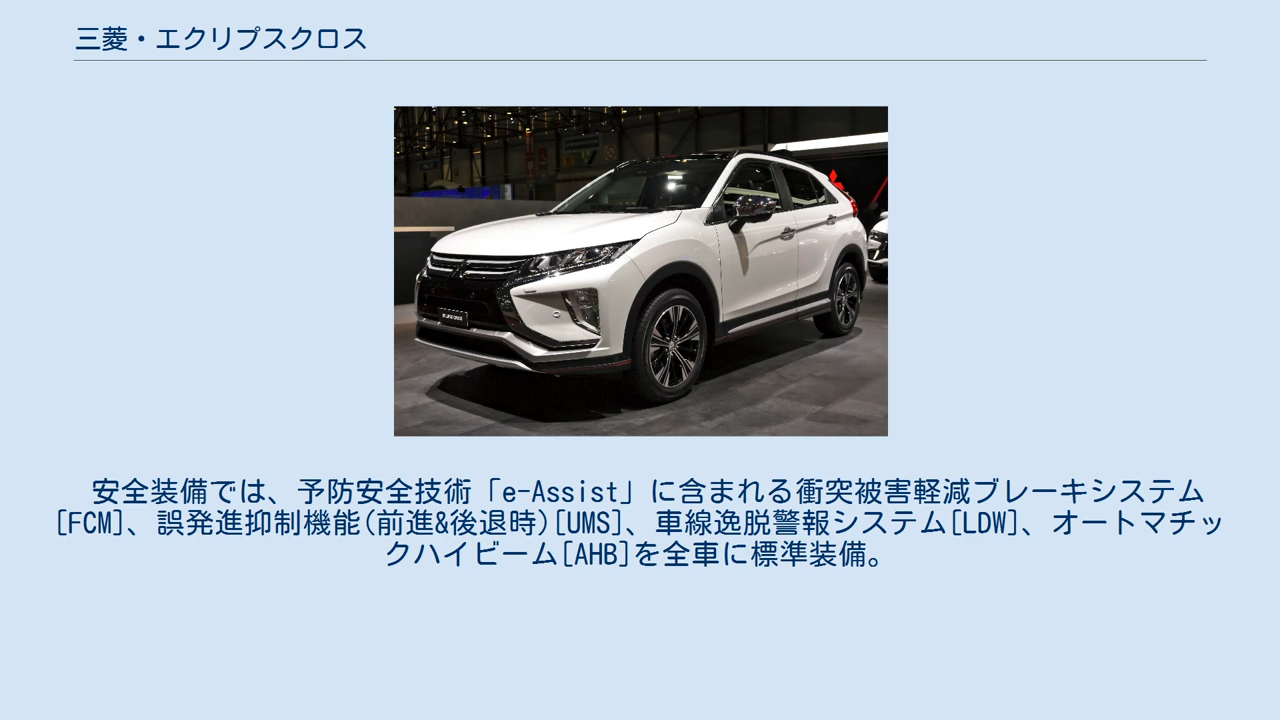 三菱・エクリプスクロス
安全装備では、予防安全技術「e-Assist」に含まれる衝突被害軽減ブレーキシステム
[FCM]、誤発進抑制機能(前進&後退時)[UMS]、車線逸脱警報システム[LDW]、オートマチッ
クハイビーム[AHB]を全車に標準装備。